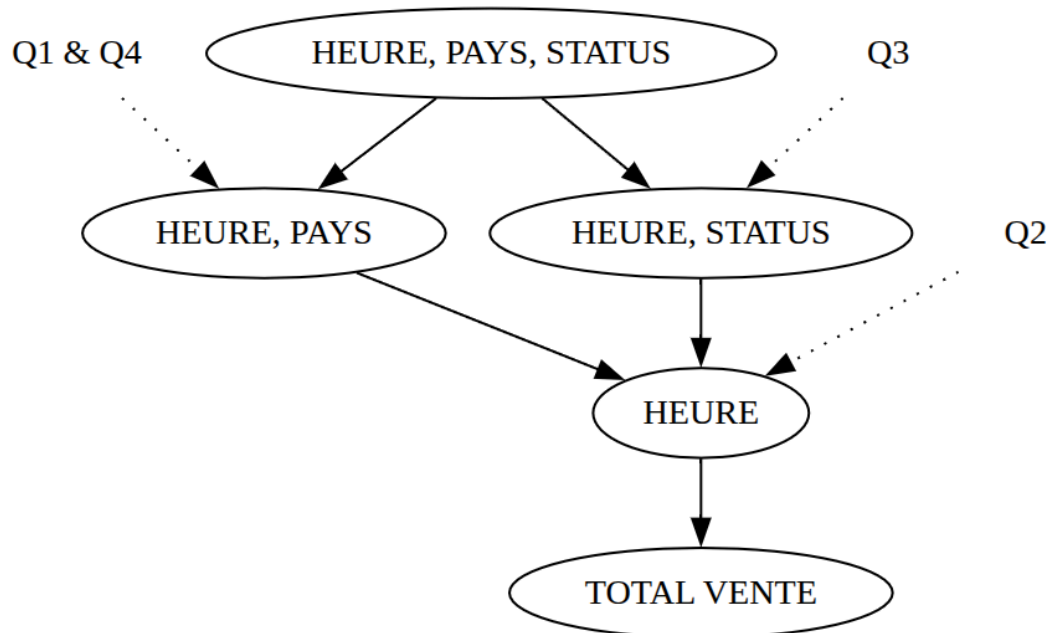 Q1 & Q4
HEURE, PAYS, STATUS
Q3
HEURE, PAYS
HEURE, STATUS
Q2
HEURE
TOTAL VENTE